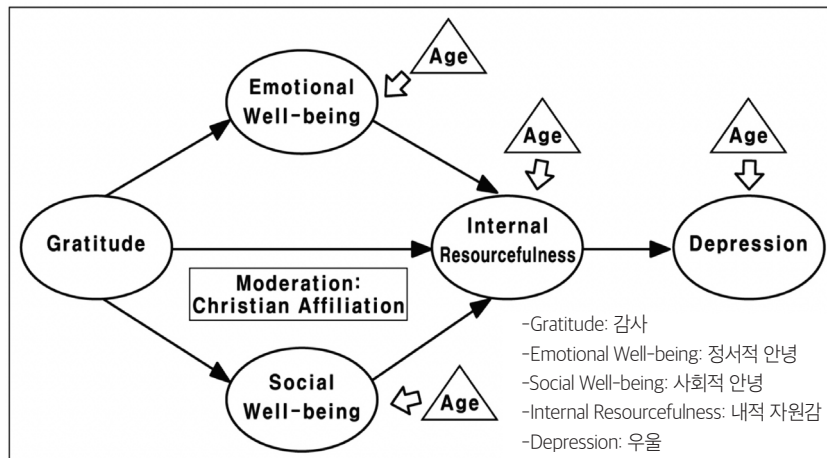 Age
Emotional
Well-being
Age
Age
Gratitude
Internal
Resourcefulness
Depression
Moderation:
Christian Affiliation
Social
Well-being
Age
-Gratitude: 감사
-Emotional Well-being: 정서적 안녕
-Social Well-being: 사회적 안녕
-Internal Resourcefulness: 내적 자원감
-Depression: 우울